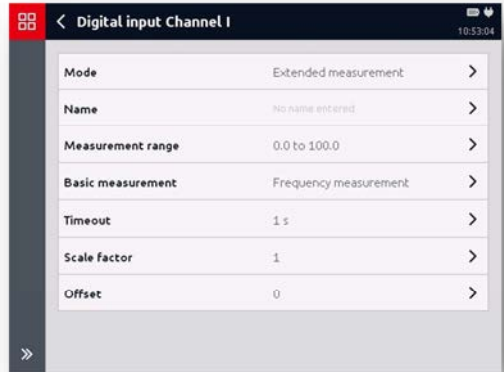 Digital input Channel I
10:53:04
Mode Extended measurement
Name No name entered
Measurement range 0.0 to 100.0
Basic measurement Frequency measurement
Timeout 1 s
Scale factor 1
Offset 0